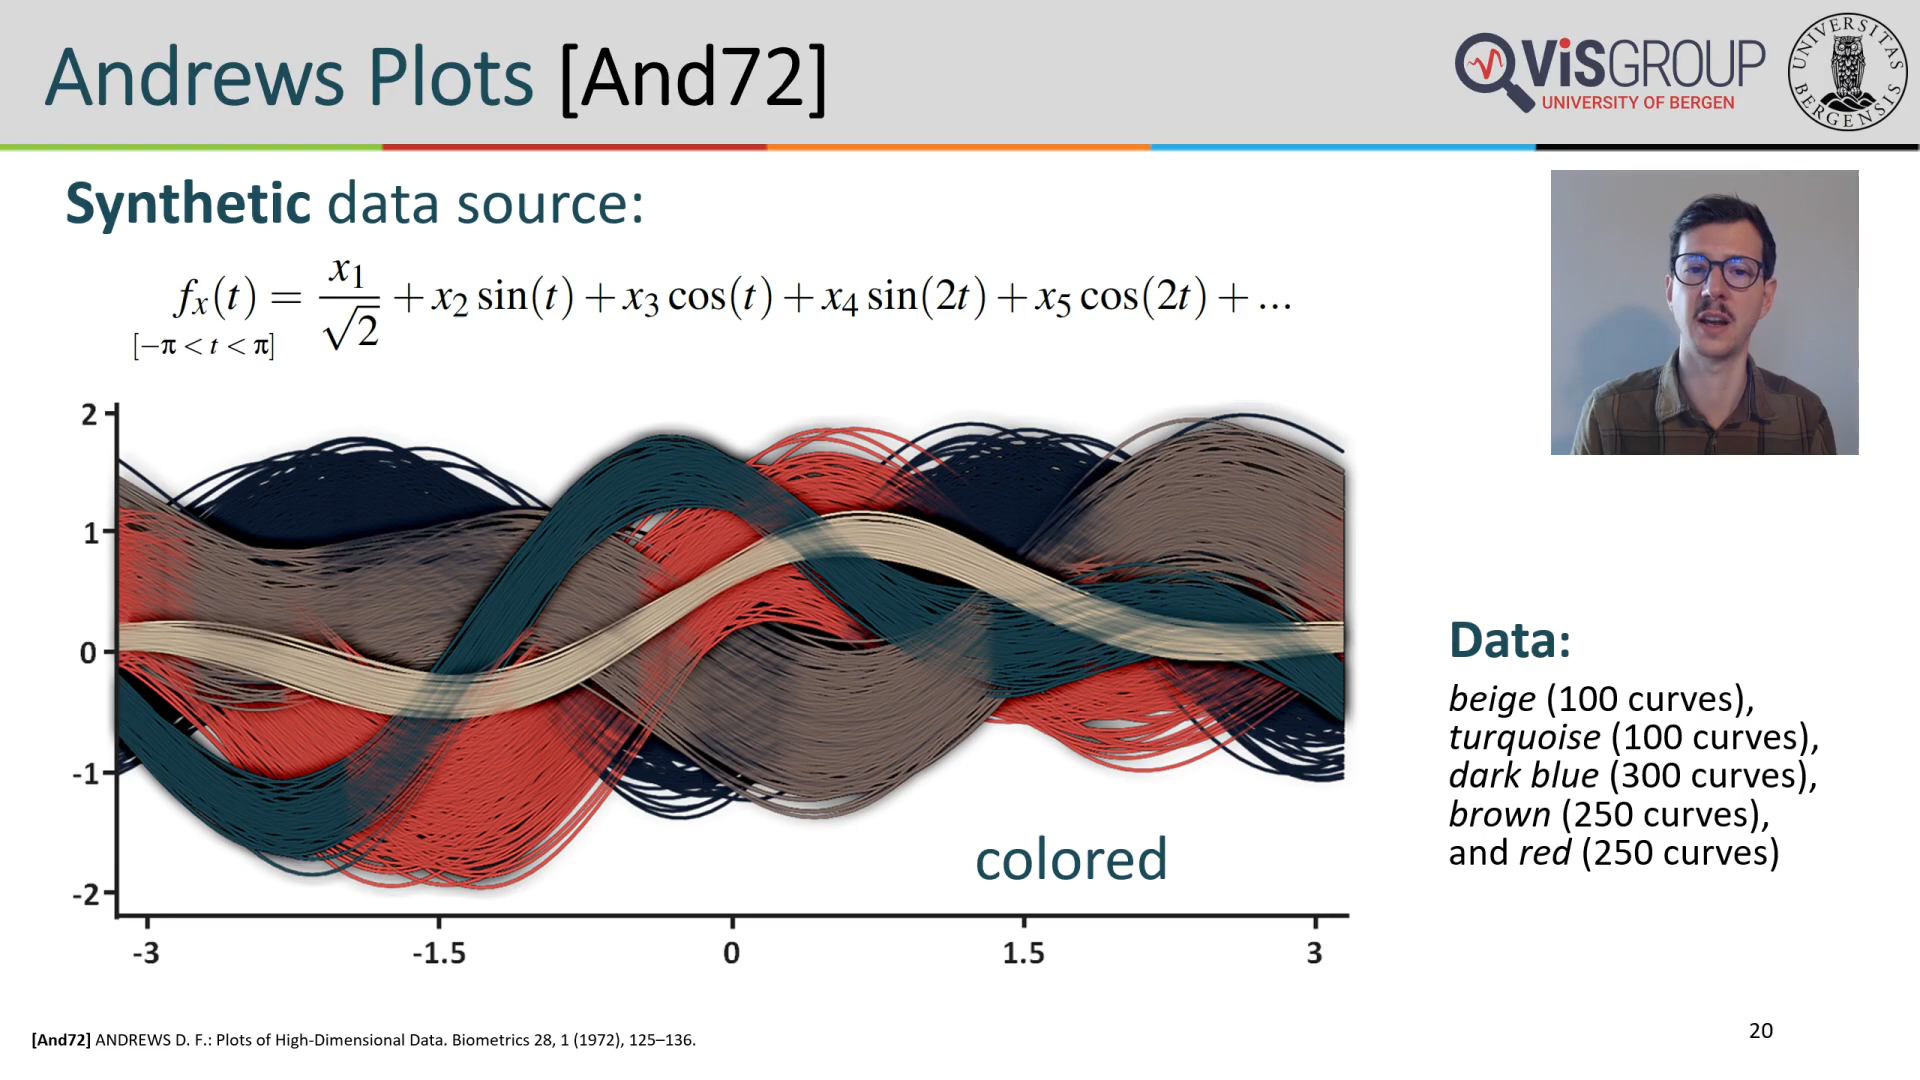 Andrews Plots [And72]
ViSGROUP
UNIVERSITY OF BERGEN
UNIVERSITAS BERGENSIS
Synthetic data source:
fₓ(t) = x₁/√2 + x₂ sin(t) + x₃ cos(t) + x₄ sin(2t) + x₅ cos(2t) + ...
[−π < t < π]
2
1
0
-1
-2
-3 -1.5 0 1.5 3
colored
Data:
beige (100 curves),
turquoise (100 curves),
dark blue (300 curves),
brown (250 curves),
and red (250 curves)
[And72] ANDREWS D. F.: Plots of High-Dimensional Data. Biometrics 28, 1 (1972), 125–136.
20